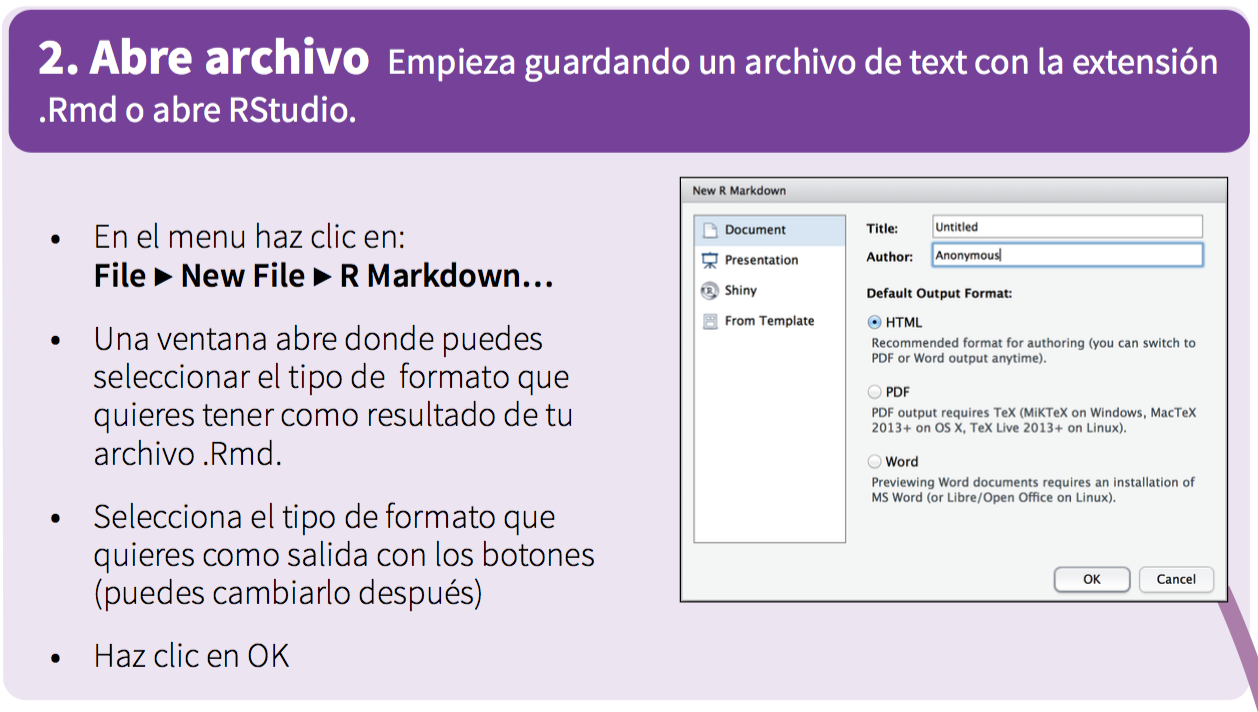 2. Abre archivo Empieza guardando un archivo de text con la extensión
.Rmd o abre RStudio.
• En el menu haz clic en:
File ▸ New File ▸ R Markdown…
• Una ventana abre donde puedes
seleccionar el tipo de formato que
quieres tener como resultado de tu
archivo .Rmd.
• Selecciona el tipo de formato que
quieres como salida con los botones
(puedes cambiarlo después)
• Haz clic en OK
New R Markdown
Document
Presentation
Shiny
From Template
Title: Untitled
Author: Anonymous
Default Output Format:
HTML
Recommended format for authoring (you can switch to
PDF or Word output anytime).
PDF
PDF output requires TeX (MiKTeX on Windows, MacTeX
2013+ on OS X, TeX Live 2013+ on Linux).
Word
Previewing Word documents requires an installation of
MS Word (or Libre/Open Office on Linux).
OK Cancel